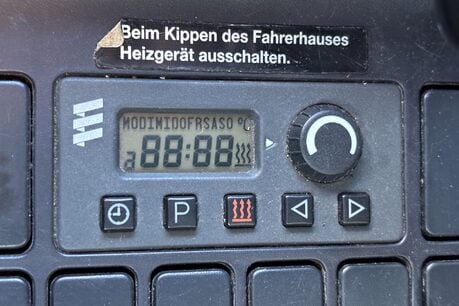 Beim Kippen des Fahrerhauses
Heizgerät ausschalten.
MODIMIDOFRSASO °C
88:88
P